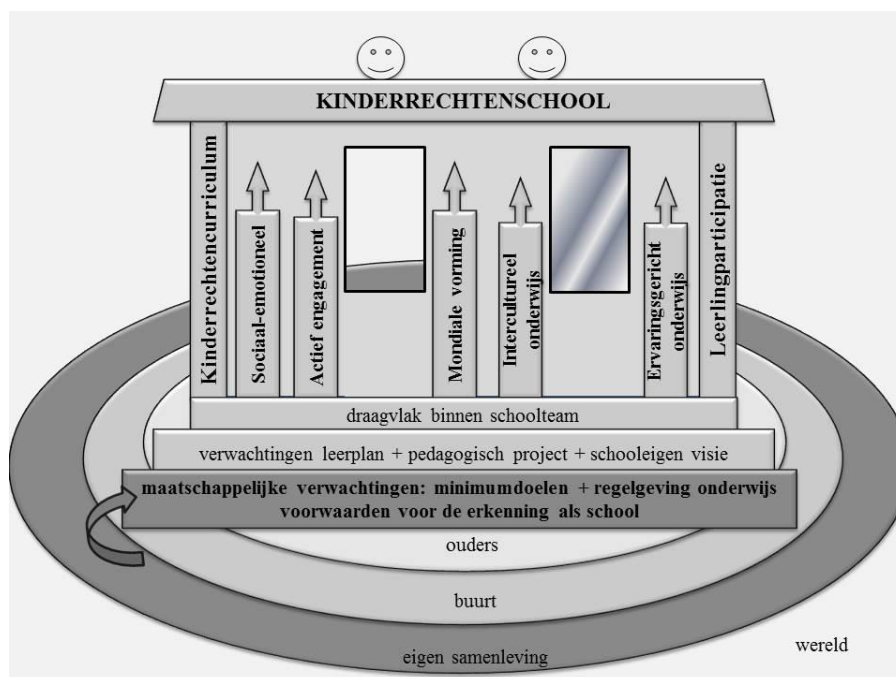 KINDERRECHTENSCHOOL
Kinderrechtencurriculum
Sociaal-emotioneel
Actief engagement
Mondiale vorming
Intercultureel
onderwijs
Ervaringsgericht
onderwijs
Leerlingparticipatie
draagvlak binnen schoolteam
verwachtingen leerplan + pedagogisch project + schooleigen visie
maatschappelijke verwachtingen: minimumdoelen + regelgeving onderwijs
voorwaarden voor de erkenning als school
ouders
buurt
eigen samenleving
wereld